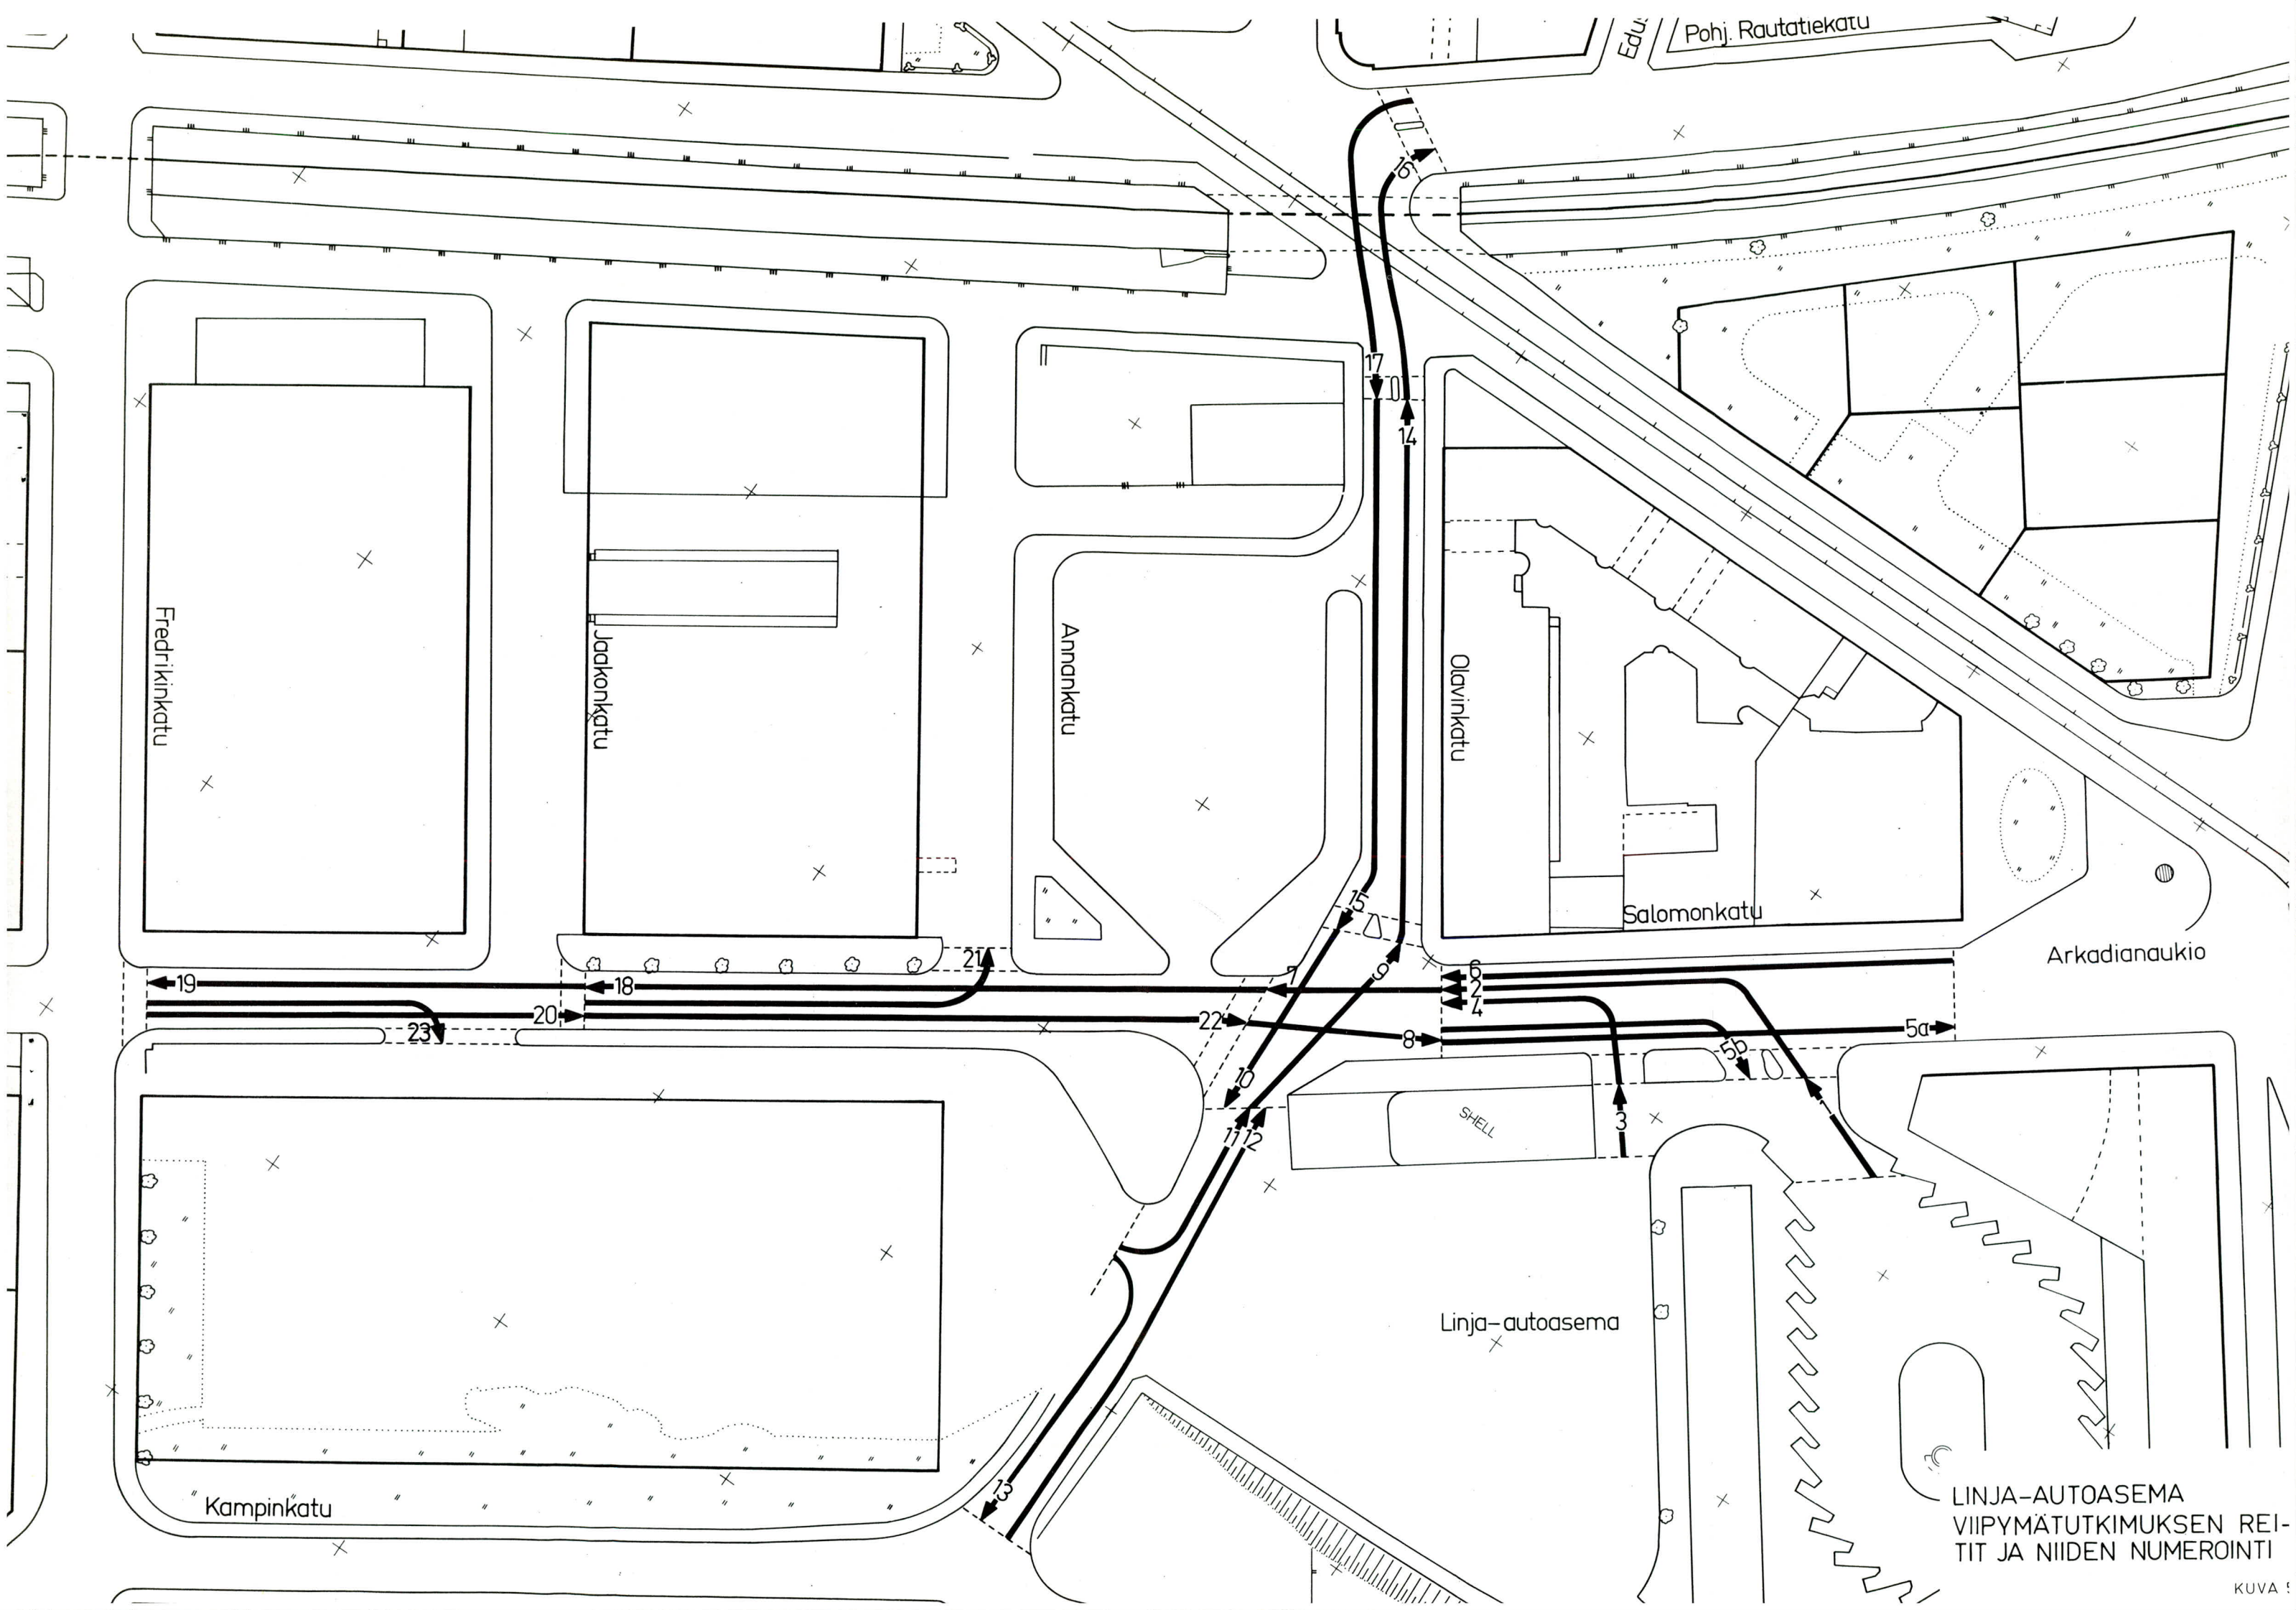 Pohj. Rautatiekatu
16
17
14
Fredrikinkatu
Jaakonkatu
Annankatu
Olavinkatu
15
Salomonkatu
Arkadianaukio
21
9
7
6
19
18
2
4
20
22
8
5a
23
5b
10
SHELL
3
1
11
12
Linja-autoasema
13
Kampinkatu
LINJA-AUTOASEMA
VIIPYMÄTUTKIMUKSEN REI-
TIT JA NIIDEN NUMEROINTI
KUVA